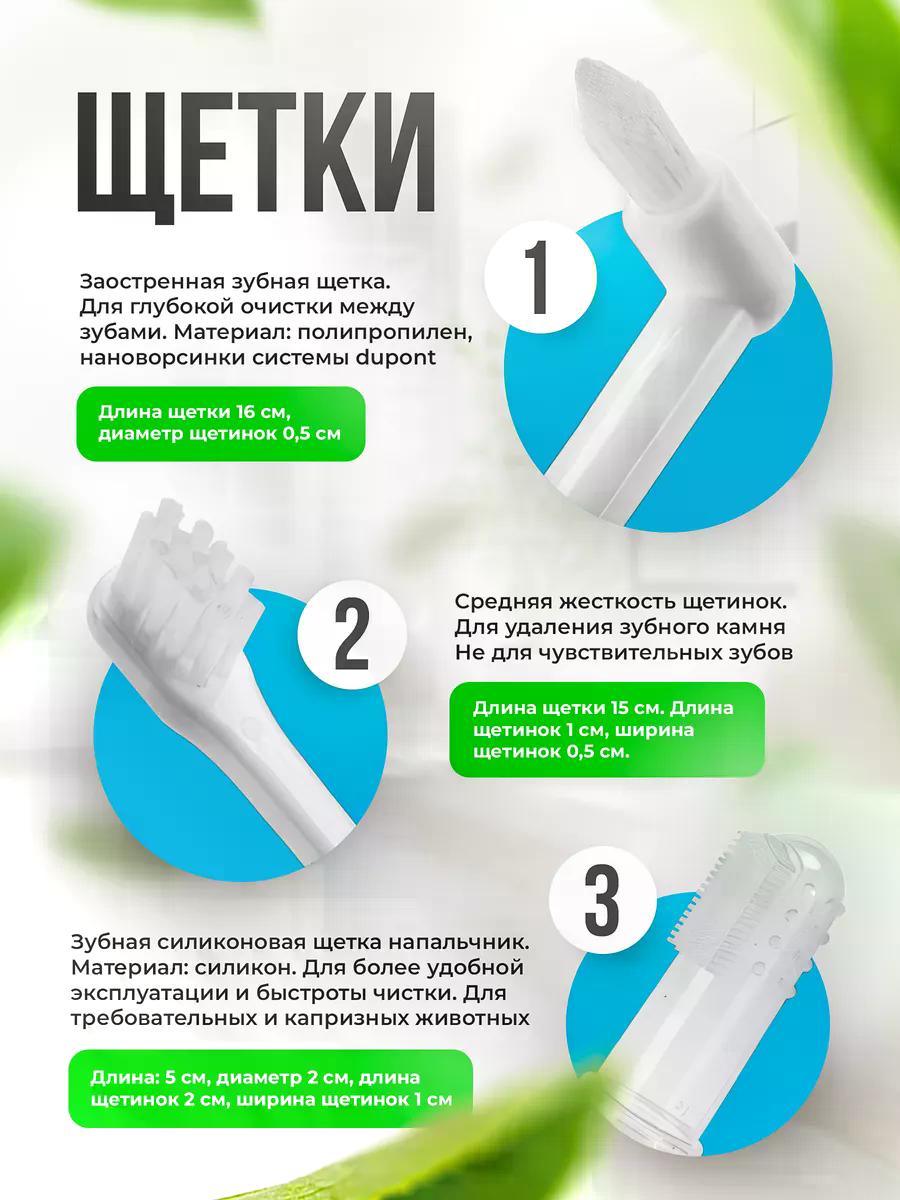 ЩЕТКИ
1
Заостренная зубная щетка.
Для глубокой очистки между
зубами. Материал: полипропилен,
нановорсинки системы dupont
Длина щетки 16 см,
диаметр щетинок 0,5 см
2
Средняя жесткость щетинок.
Для удаления зубного камня
Не для чувствительных зубов
Длина щетки 15 см. Длина
щетинок 1 см, ширина
щетинок 0,5 см.
3
Зубная силиконовая щетка напальчник.
Материал: силикон. Для более удобной
эксплуатации и быстроты чистки. Для
требовательных и капризных животных
Длина: 5 см, диаметр 2 см, длина
щетинок 2 см, ширина щетинок 1 см